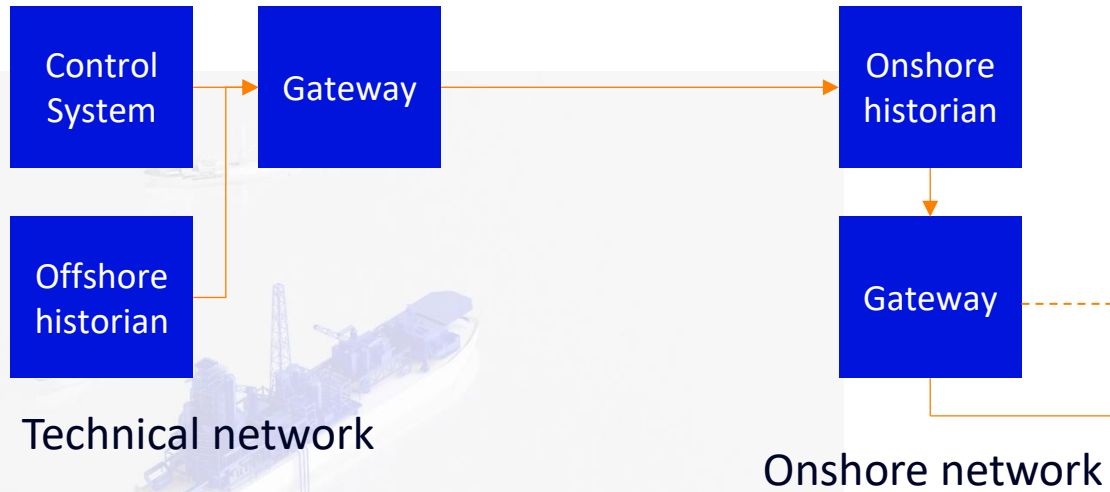 Control
System
Gateway
Onshore
historian
Offshore
historian
Gateway
Technical network
Onshore network